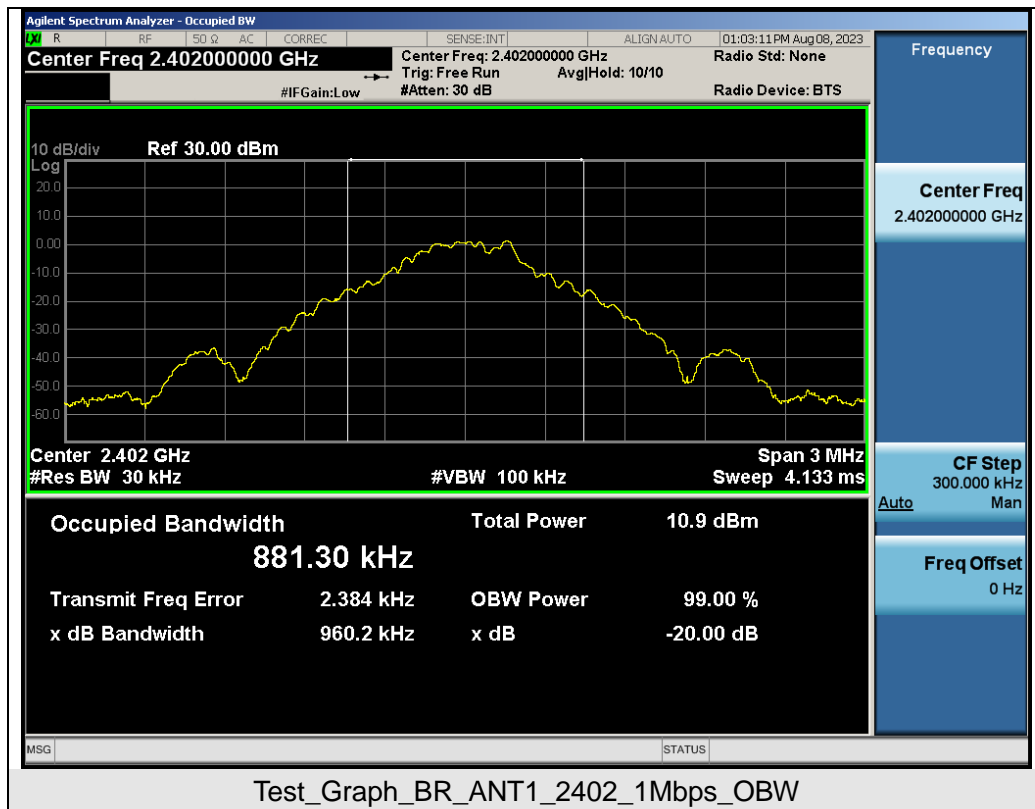 Agilent Spectrum Analyzer - Occupied BW
LXI R RF 50 Ω AC CORREC SENSE:INT ALIGN AUTO 01:03:11 PM Aug 08, 2023
Center Freq 2.402000000 GHz
Center Freq: 2.402000000 GHz Radio Std: None
Trig: Free Run Avg|Hold: 10/10
#IFGain:Low #Atten: 30 dB Radio Device: BTS
10 dB/div Ref 30.00 dBm
Log
20.0
10.0
0.00
-10.0
-20.0
-30.0
-40.0
-50.0
-60.0
Center 2.402 GHz Span 3 MHz
#Res BW 30 kHz #VBW 100 kHz Sweep 4.133 ms
Occupied Bandwidth Total Power 10.9 dBm
881.30 kHz
Transmit Freq Error 2.384 kHz OBW Power 99.00 %
x dB Bandwidth 960.2 kHz x dB -20.00 dB
Frequency
Center Freq
2.402000000 GHz
CF Step
300.000 kHz
Auto Man
Freq Offset
0 Hz
MSG STATUS
Test_Graph_BR_ANT1_2402_1Mbps_OBW